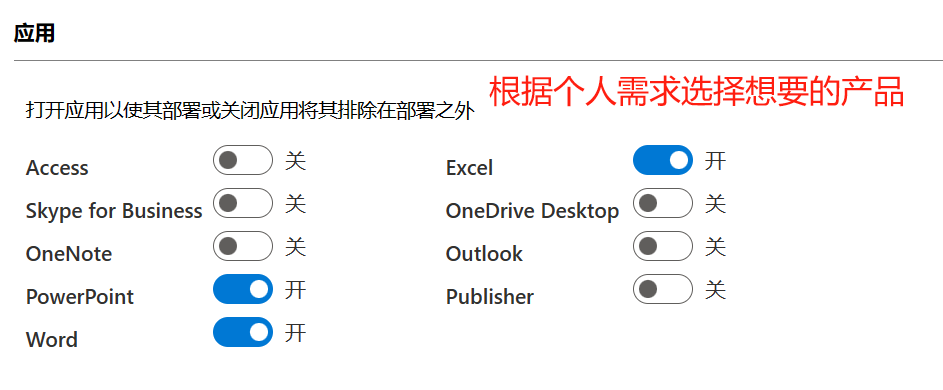 应用
根据个人需求选择想要的产品
打开应用以使其部署或关闭应用将其排除在部署之外
Access 关 Excel 开
Skype for Business 关 OneDrive Desktop 关
OneNote 关 Outlook 关
PowerPoint 开 Publisher 关
Word 开